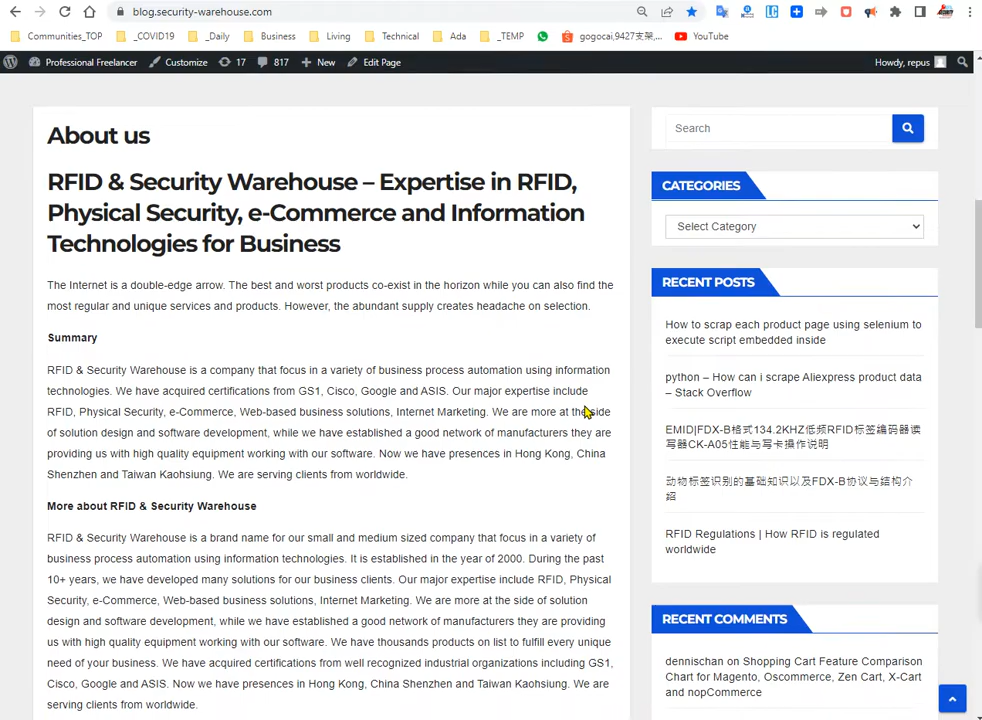 blog.security-warehouse.com
Communities_TOP
_COVID19
_Daily
Business
Living
Technical
Ada
_TEMP
gogocai,9427支架,...
YouTube
Professional Freelancer
Customize
17
817
New
Edit Page
Howdy, repus
About us
RFID & Security Warehouse – Expertise in RFID,
Physical Security, e-Commerce and Information
Technologies for Business
The Internet is a double-edge arrow. The best and worst products co-exist in the horizon while you can also find the
most regular and unique services and products. However, the abundant supply creates headache on selection.
Summary
RFID & Security Warehouse is a company that focus in a variety of business process automation using information
technologies. We have acquired certifications from GS1, Cisco, Google and ASIS. Our major expertise include
RFID, Physical Security, e-Commerce, Web-based business solutions, Internet Marketing. We are more at the side
of solution design and software development, while we have established a good network of manufacturers they are
providing us with high quality equipment working with our software. Now we have presences in Hong Kong, China
Shenzhen and Taiwan Kaohsiung. We are serving clients from worldwide.
More about RFID & Security Warehouse
RFID & Security Warehouse is a brand name for our small and medium sized company that focus in a variety of
business process automation using information technologies. It is established in the year of 2000. During the past
10+ years, we have developed many solutions for our business clients. Our major expertise include RFID, Physical
Security, e-Commerce, Web-based business solutions, Internet Marketing. We are more at the side of solution
design and software development, while we have established a good network of manufacturers they are providing
us with high quality equipment working with our software. We have thousands products on list to fulfill every unique
need of your business. We have acquired certifications from well recognized industrial organizations including GS1,
Cisco, Google and ASIS. Now we have presences in Hong Kong, China Shenzhen and Taiwan Kaohsiung. We are
serving clients from worldwide.
Search
CATEGORIES
Select Category
RECENT POSTS
How to scrap each product page using selenium to
execute script embedded inside
python – How can i scrape Aliexpress product data
– Stack Overflow
EMID|FDX-B格式134.2KHZ低频RFID标签编码器读
写器CK-A05性能与写卡操作说明
动物标签识别的基础知识以及FDX-B协议与结构介
绍
RFID Regulations | How RFID is regulated
worldwide
RECENT COMMENTS
dennischan on Shopping Cart Feature Comparison
Chart for Magento, Oscommerce, Zen Cart, X-Cart
and nopCommerce